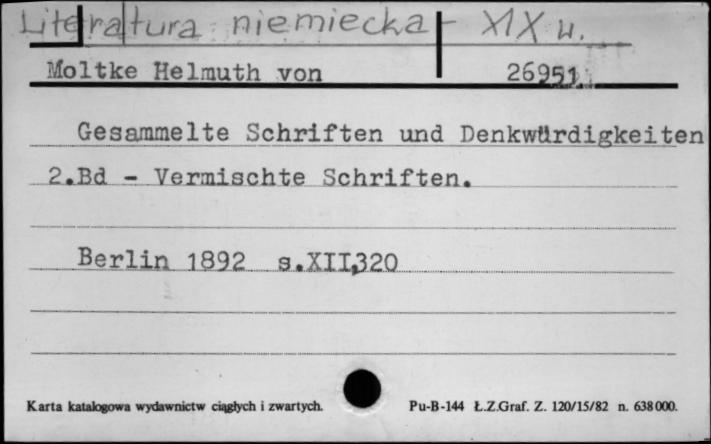 Literatura niemiecka - XIX w.
Moltke Helmuth von 26951
Gesammelte Schriften und Denkwürdigkeiten
2.Bd - Vermischte Schriften.
Berlin 1892 s.XII,320
Karta katalogowa wydawnictw ciągłych i zwartych. Pu-B-144 Ł.Z.Graf. Z. 120/15/82 n. 638000.